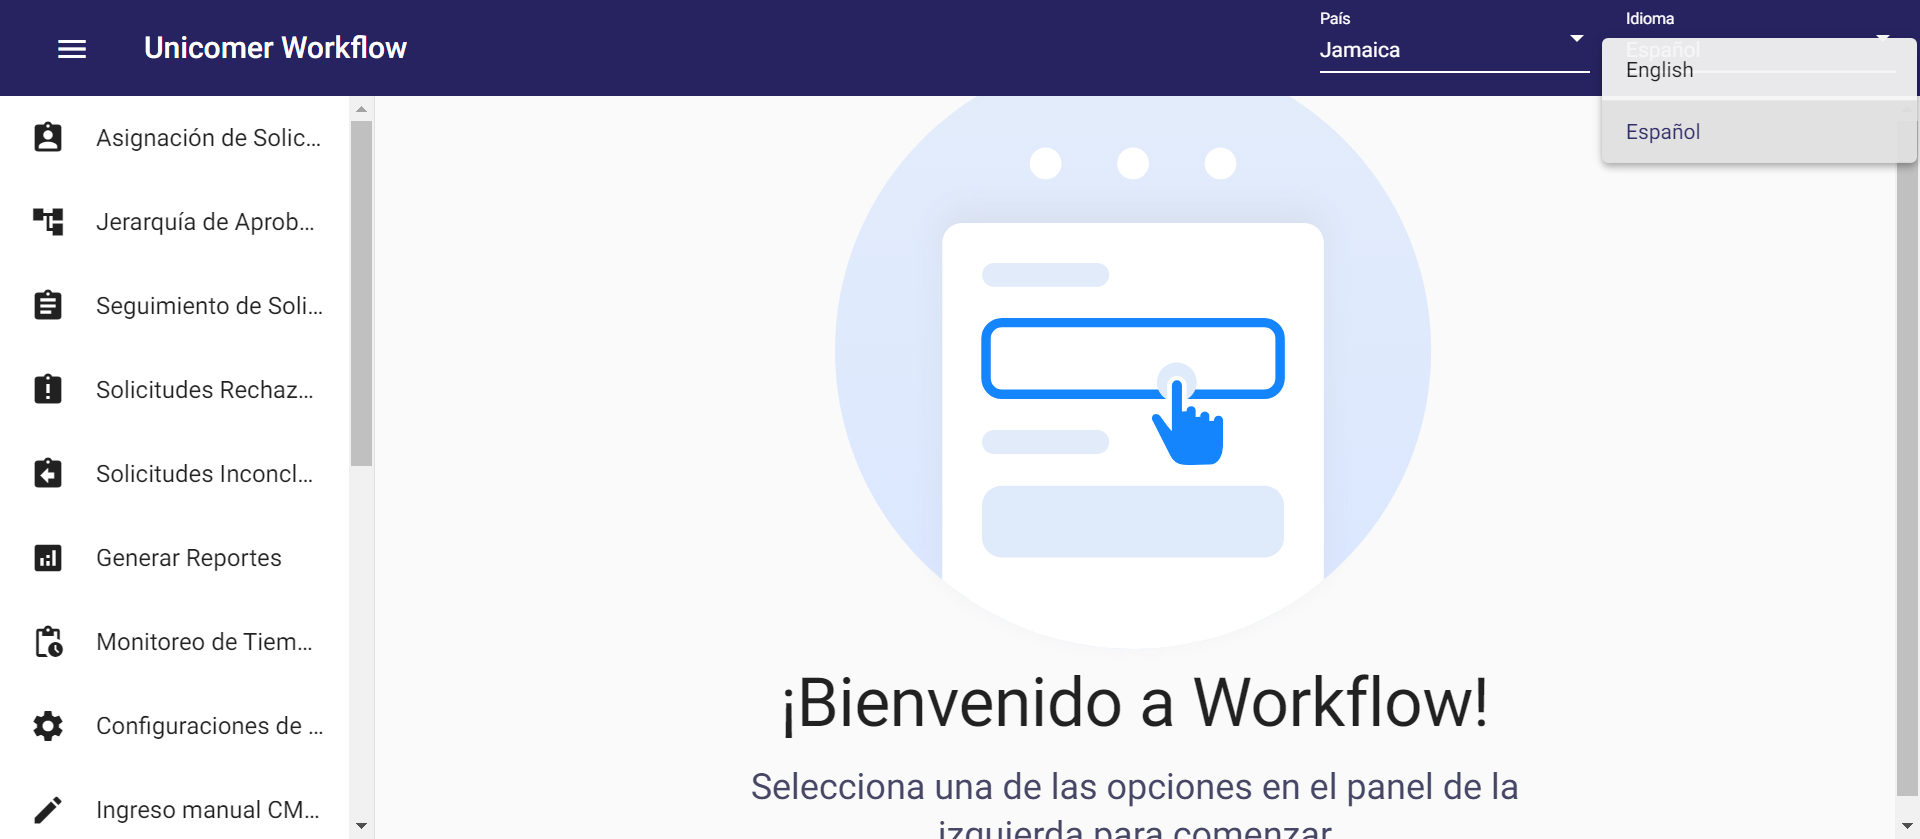 Unicomer Workflow
País
Jamaica
Idioma
Español
English
Español
Asignación de Solic...
Jerarquía de Aprob...
Seguimiento de Soli...
Solicitudes Rechaz...
Solicitudes Inconcl...
Generar Reportes
Monitoreo de Tiem...
Configuraciones de ...
Ingreso manual CM...
¡Bienvenido a Workflow!
Selecciona una de las opciones en el panel de la
izquierda para comenzar